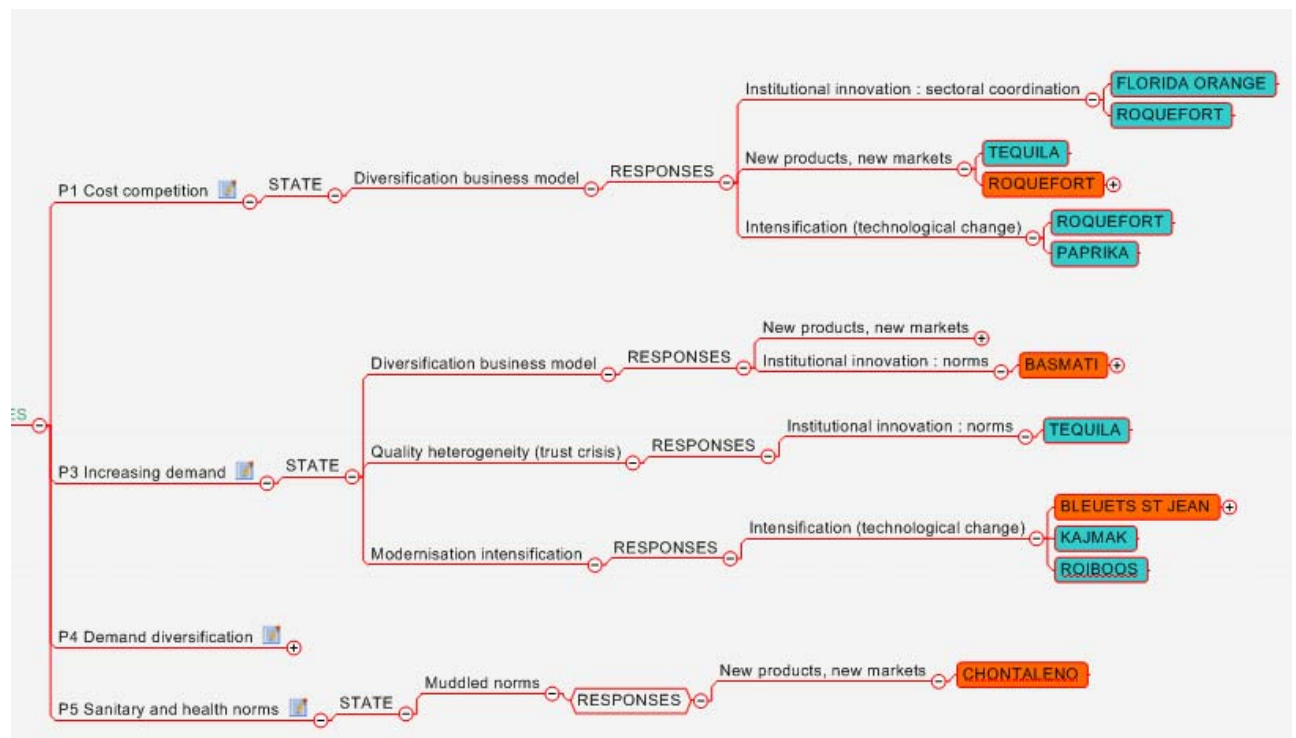 P1 Cost competition
STATE
Diversification business model
RESPONSES
Institutional innovation : sectoral coordination
FLORIDA ORANGE
ROQUEFORT
New products, new markets
TEQUILA
ROQUEFORT
Intensification (technological change)
ROQUEFORT
PAPRIKA
ES
P3 Increasing demand
STATE
Diversification business model
RESPONSES
New products, new markets
Institutional innovation : norms
BASMATI
Quality heterogeneity (trust crisis)
RESPONSES
Institutional innovation : norms
TEQUILA
Modernisation intensification
RESPONSES
Intensification (technological change)
BLEUETS ST JEAN
KAJMAK
ROIBOOS
P4 Demand diversification
P5 Sanitary and health norms
STATE
Muddled norms
RESPONSES
New products, new markets
CHONTALENO